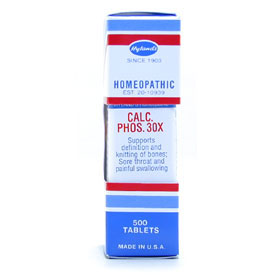 Hyland's
SINCE 1903
HOMEOPATHIC
EST. 20-10939
CALC.
PHOS. 30X
Supports
definition and
knitting of bones;
Sore throat and
painful swallowing
500
TABLETS
MADE IN U.S.A.